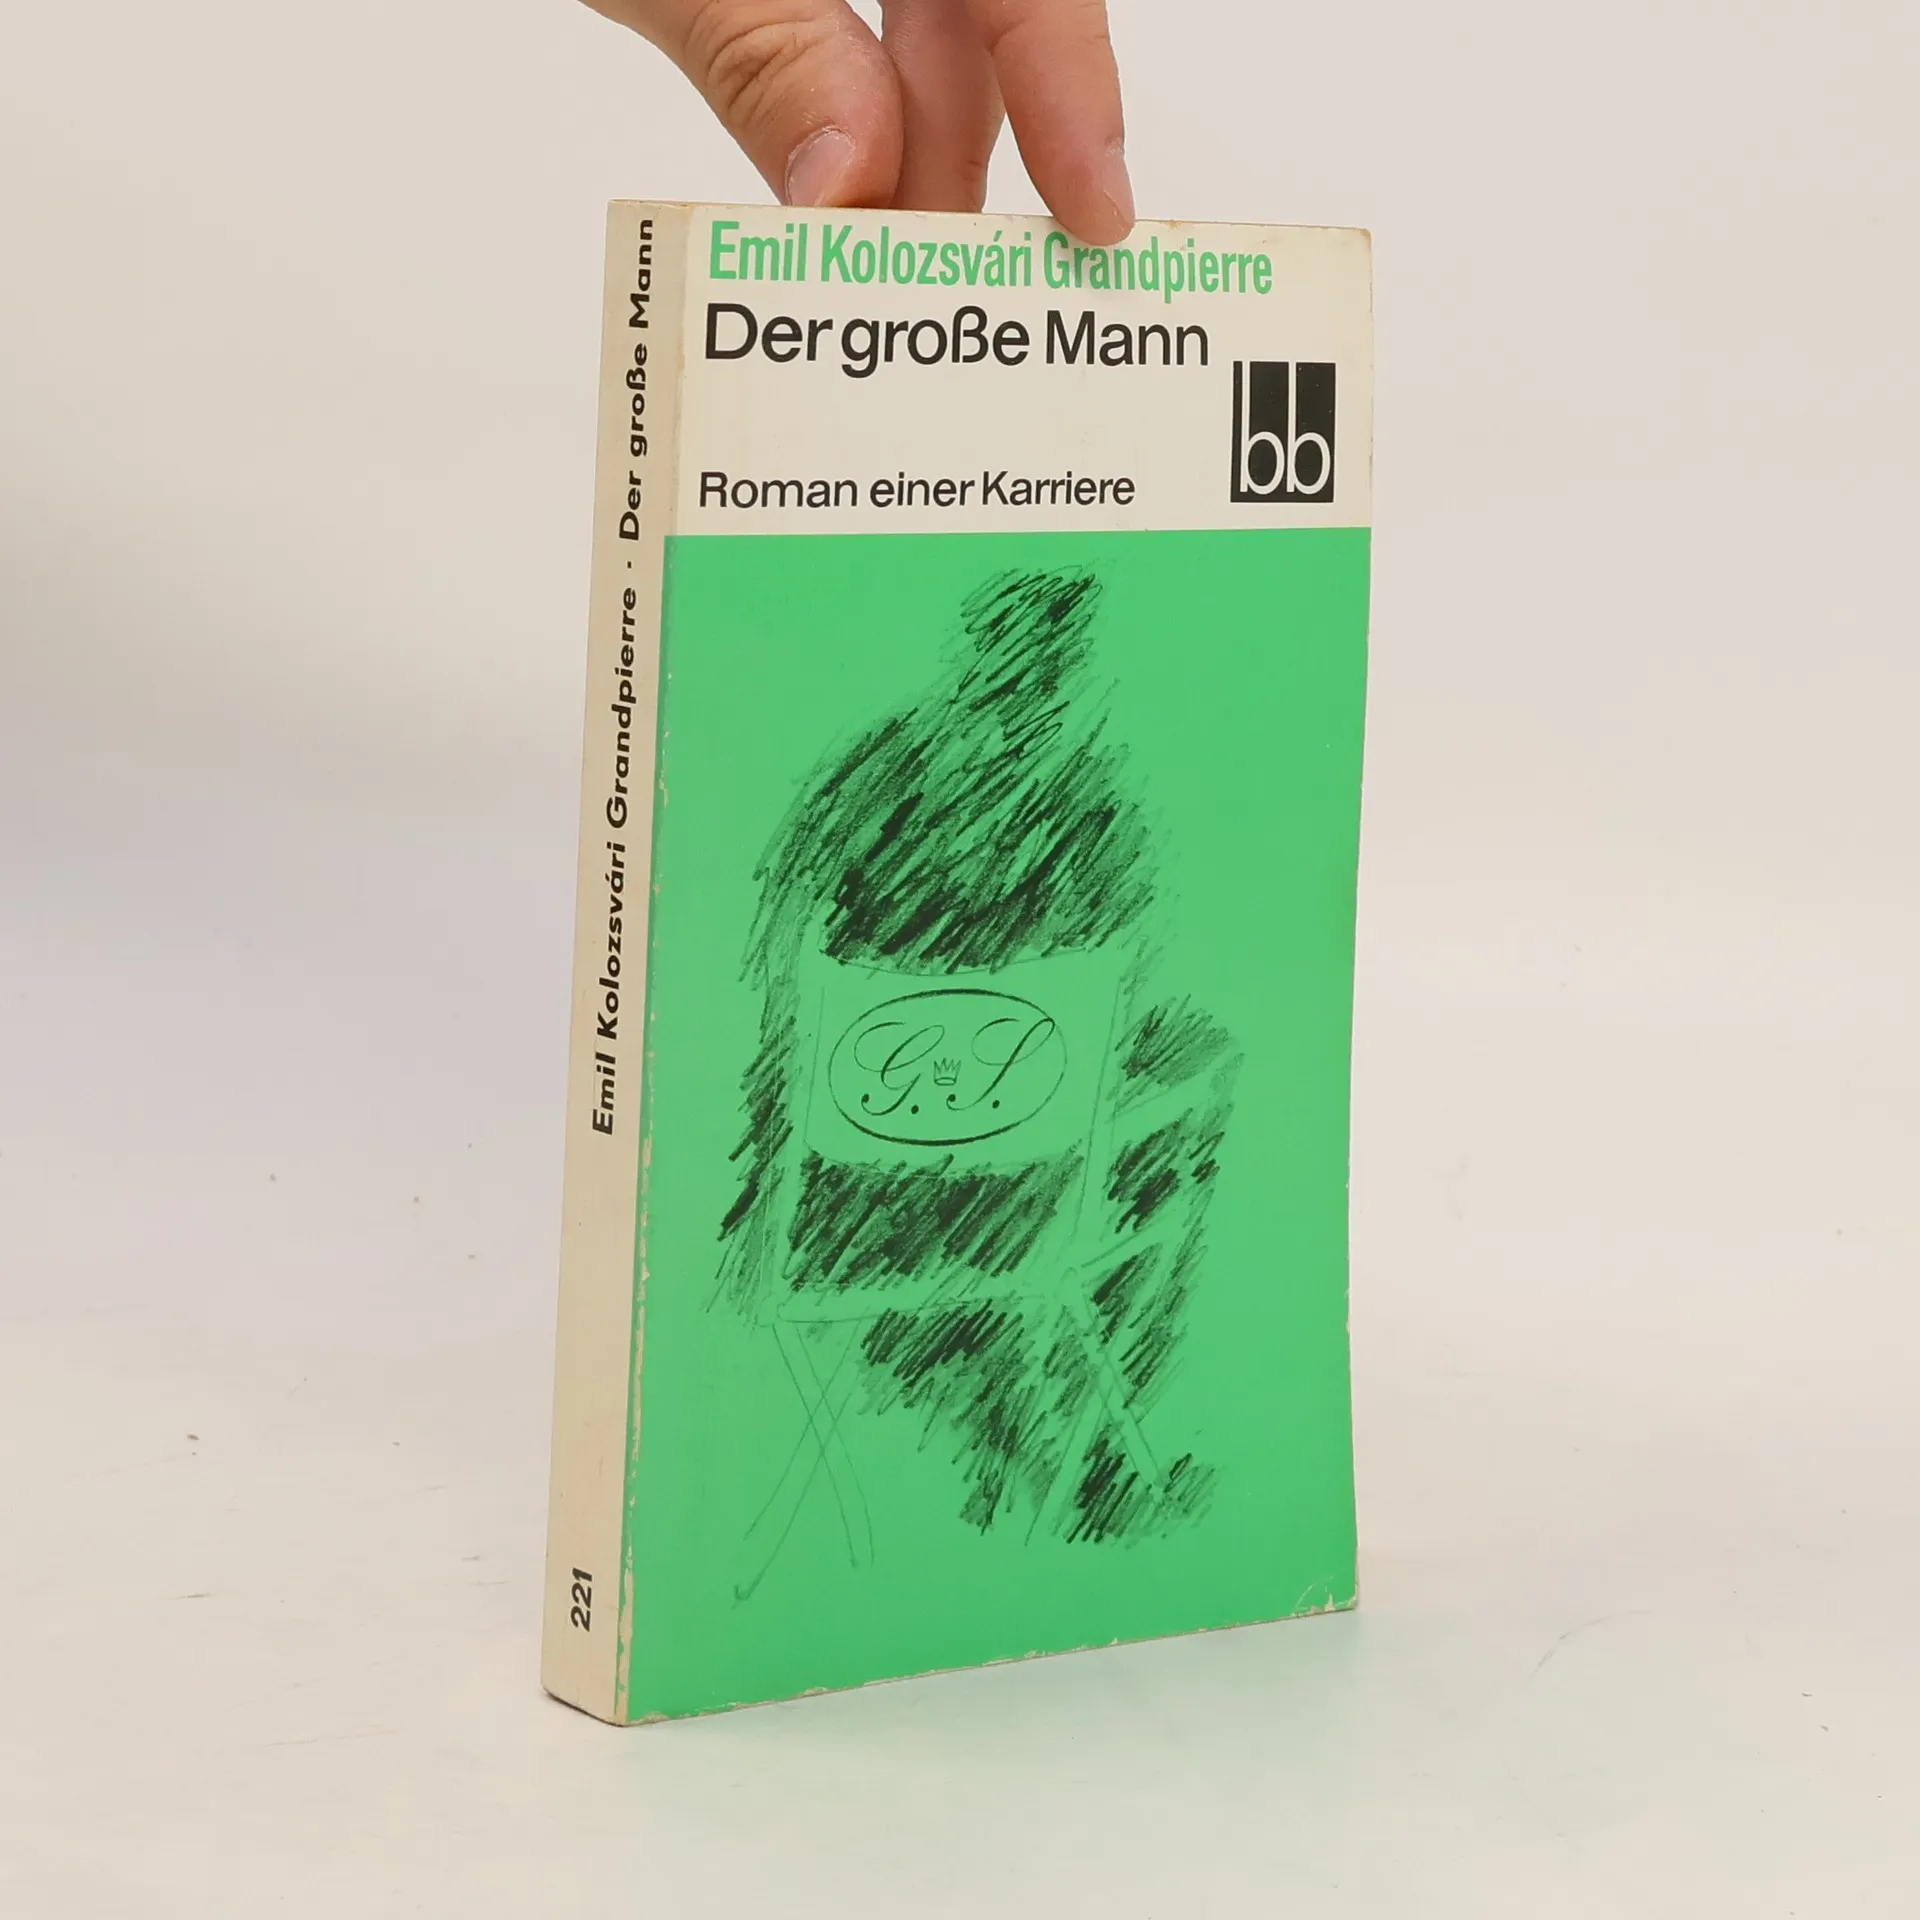 Emil Kolozsvári Grandpierre
Der große Mann
bb
Roman einer Karriere
G. S.
Emil Kolozsvári Grandpierre · Der große Mann
221